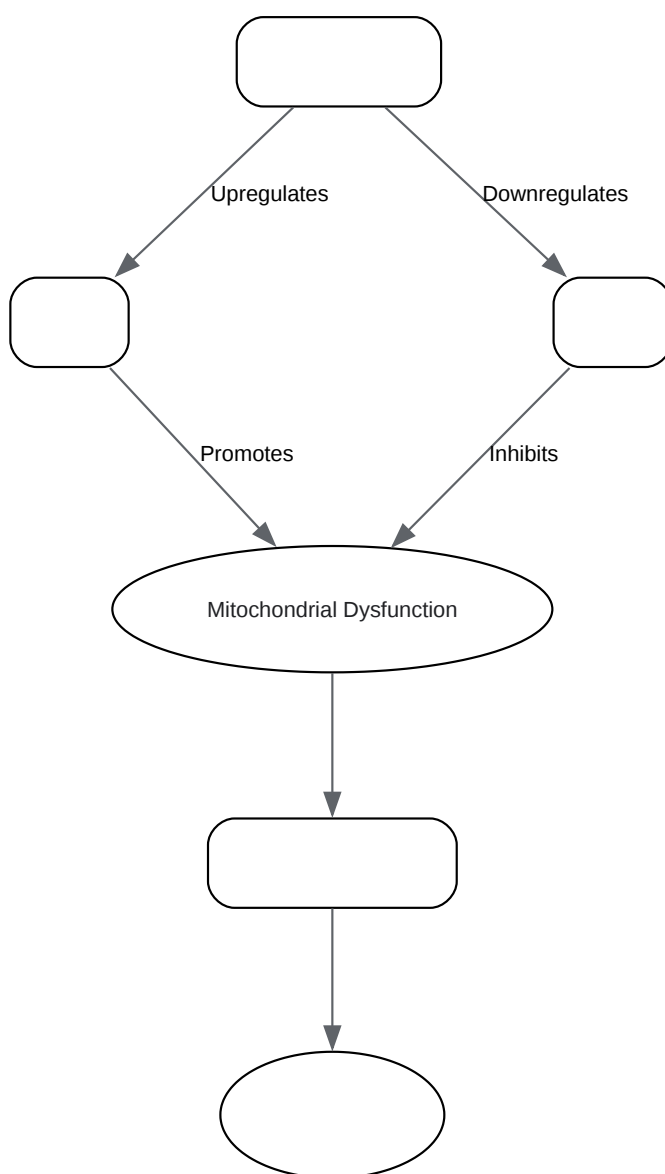 Upregulates
Downregulates
Promotes
Inhibits
Mitochondrial Dysfunction